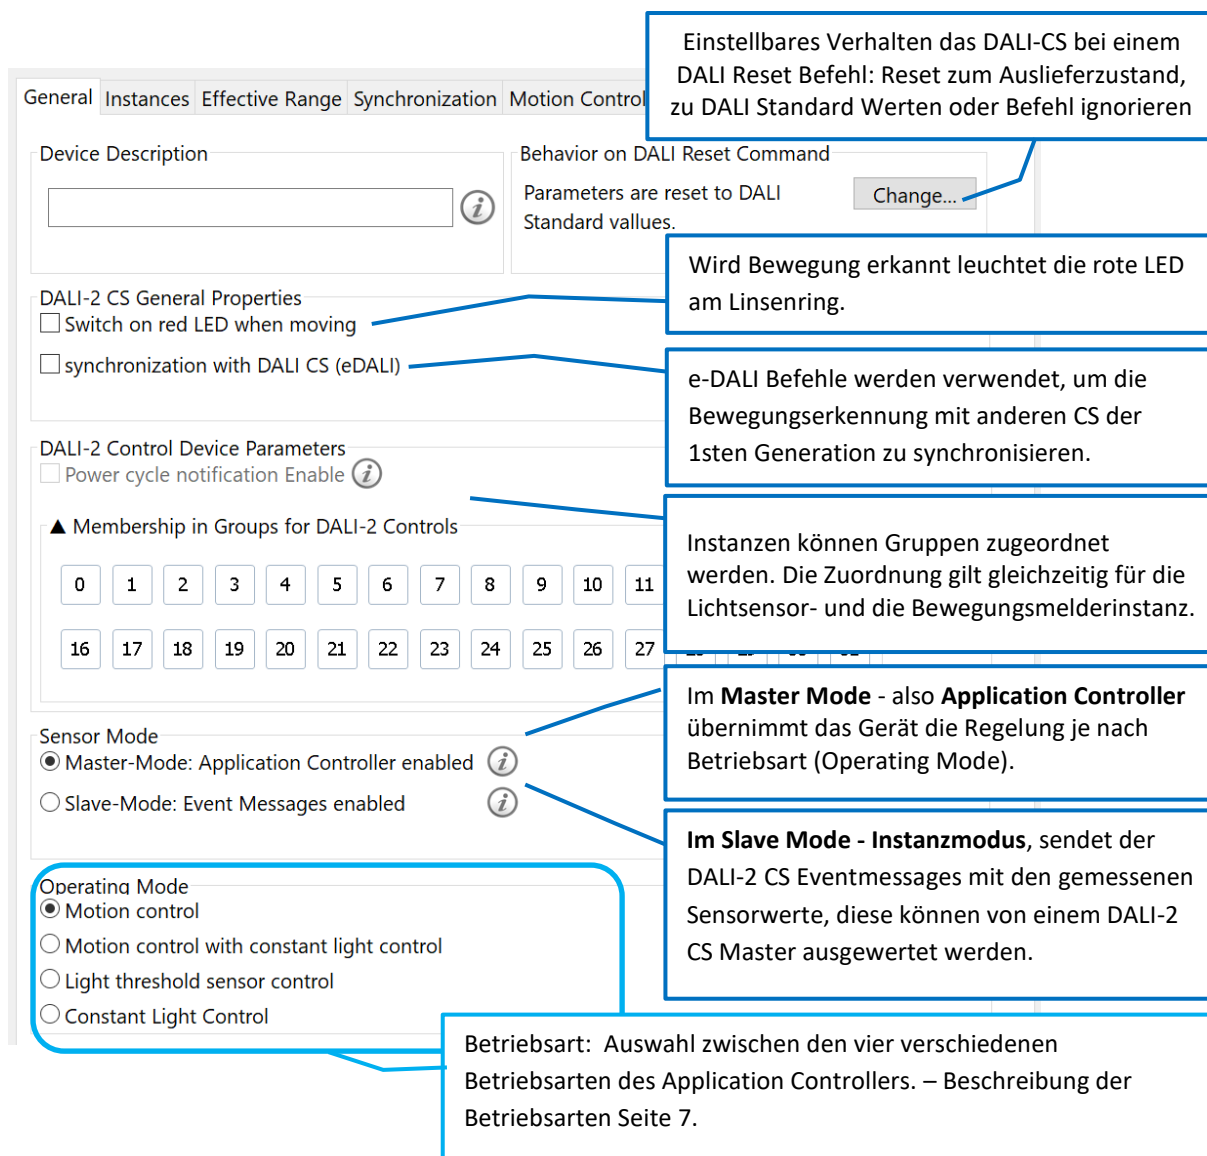 Einstellbares Verhalten das DALI-CS bei einem
DALI Reset Befehl: Reset zum Auslieferzustand,
zu DALI Standard Werten oder Befehl ignorieren
General Instances Effective Range Synchronization Motion Control
Device Description
Behavior on DALI Reset Command
Parameters are reset to DALI
Standard vallues.
Change...
Wird Bewegung erkannt leuchtet die rote LED
am Linsenring.
DALI-2 CS General Properties
Switch on red LED when moving
synchronization with DALI CS (eDALI)
e-DALI Befehle werden verwendet, um die
Bewegungserkennung mit anderen CS der
1sten Generation zu synchronisieren.
DALI-2 Control Device Parameters
Power cycle notification Enable
▲ Membership in Groups for DALI-2 Controls
0 1 2 3 4 5 6 7 8 9 10 11
16 17 18 19 20 21 22 23 24 25 26 27
Instanzen können Gruppen zugeordnet
werden. Die Zuordnung gilt gleichzeitig für die
Lichtsensor- und die Bewegungsmelderinstanz.
Im Master Mode - also Application Controller
übernimmt das Gerät die Regelung je nach
Betriebsart (Operating Mode).
Sensor Mode
Master-Mode: Application Controller enabled
Slave-Mode: Event Messages enabled
Im Slave Mode - Instanzmodus, sendet der
DALI-2 CS Eventmessages mit den gemessenen
Sensorwerte, diese können von einem DALI-2
CS Master ausgewertet werden.
Operating Mode
Motion control
Motion control with constant light control
Light threshold sensor control
Constant Light Control
Betriebsart: Auswahl zwischen den vier verschiedenen
Betriebsarten des Application Controllers. – Beschreibung der
Betriebsarten Seite 7.